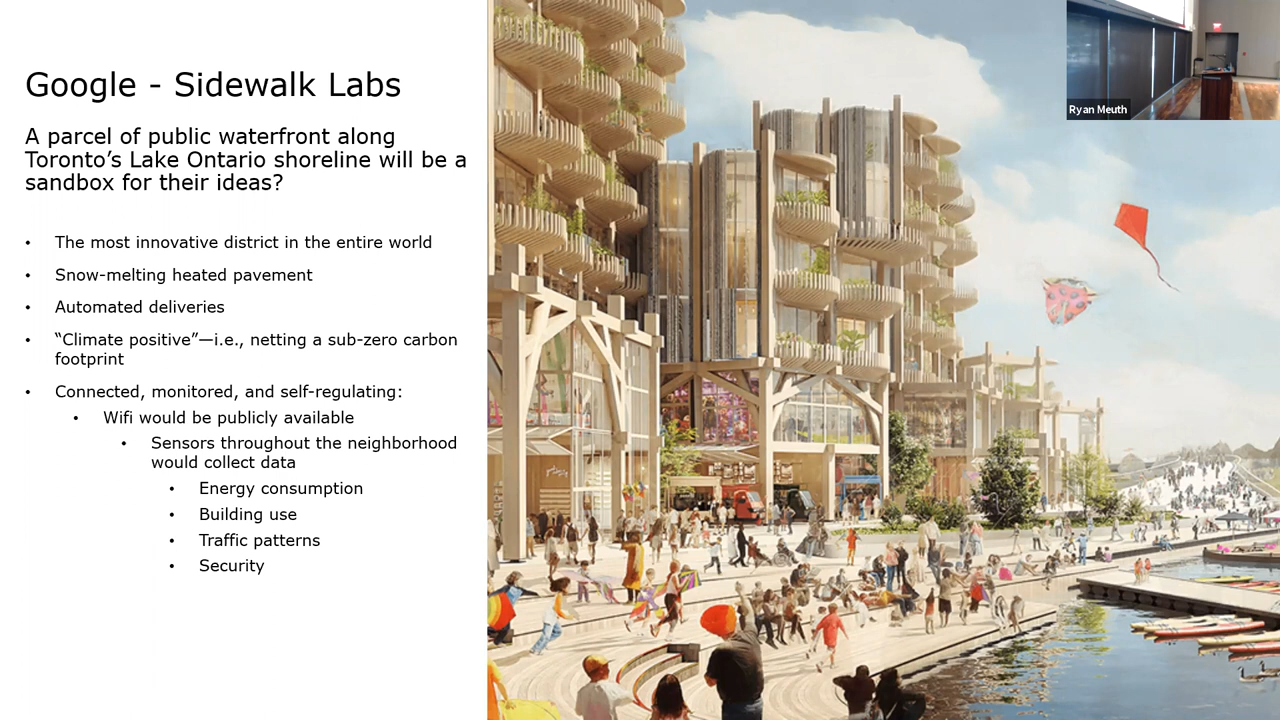 Google - Sidewalk Labs
A parcel of public waterfront along
Toronto’s Lake Ontario shoreline will be a
sandbox for their ideas?
• The most innovative district in the entire world
• Snow-melting heated pavement
• Automated deliveries
• “Climate positive”—i.e., netting a sub-zero carbon
footprint
• Connected, monitored, and self-regulating:
• Wifi would be publicly available
• Sensors throughout the neighborhood
would collect data
• Energy consumption
• Building use
• Traffic patterns
• Security
Ryan Meuth